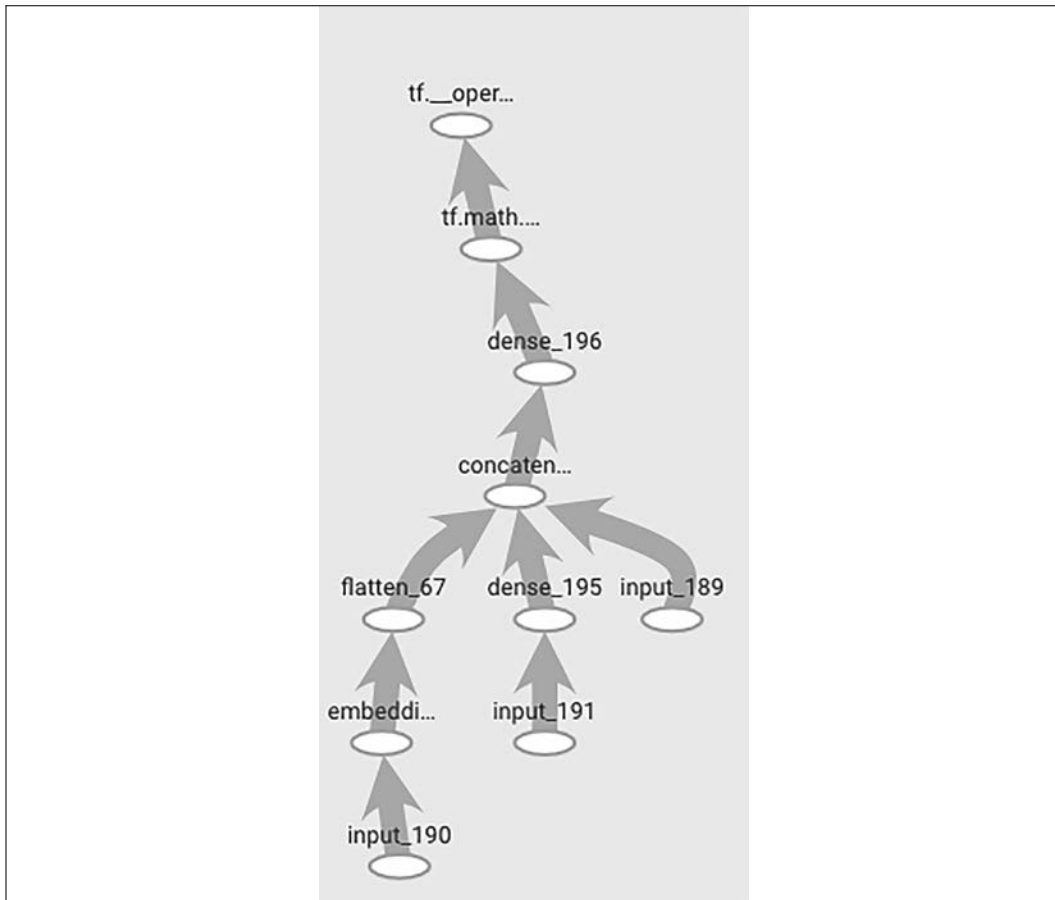 tf.__oper...
tf.math....
dense_196
concaten...
flatten_67 dense_195 input_189
embeddi... input_191
input_190